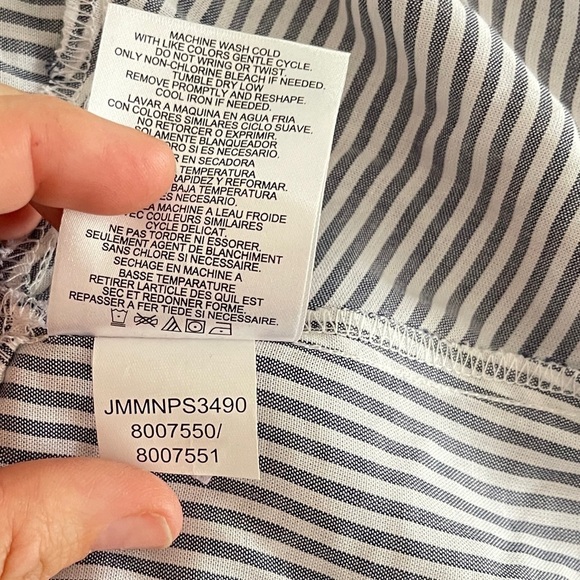 MACHINE WASH COLD
WITH LIKE COLORS GENTLE CYCLE.
DO NOT WRING OR TWIST.
ONLY NON-CHLORINE BLEACH IF NEEDED.
TUMBLE DRY LOW
REMOVE PROMPTLY AND RESHAPE.
COOL IRON IF NEEDED.
LAVAR A MAQUINA EN AGUA FRIA
CON COLORES SIMILARES CICLO SUAVE.
NO RETORCER O EXPRIMIR.
SOLAMENTE BLANQUEADOR
SI ES NECESARIO.
EN SECADORA
TEMPERATURA
RAPIDEZ Y REFORMAR.
BAJA TEMPERATURA
ES NECESARIO.
MACHINE A LEAU FROIDE
COULEURS SIMILAIRES
CYCLE DELICAT.
NE PAS TORDRE NI ESSORER.
SEULEMENT AGENT DE BLANCHIMENT
SANS CHLORE SI NECESSAIRE.
SECHAGE EN MACHINE A
BASSE TEMPARATURE
RETIRER LARTICLE DES QUIL EST
SEC ET REDONNER FORME.
REPASSER A FER TIEDE SI NECESSAIRE.
JMMNPS3490
8007550/
8007551